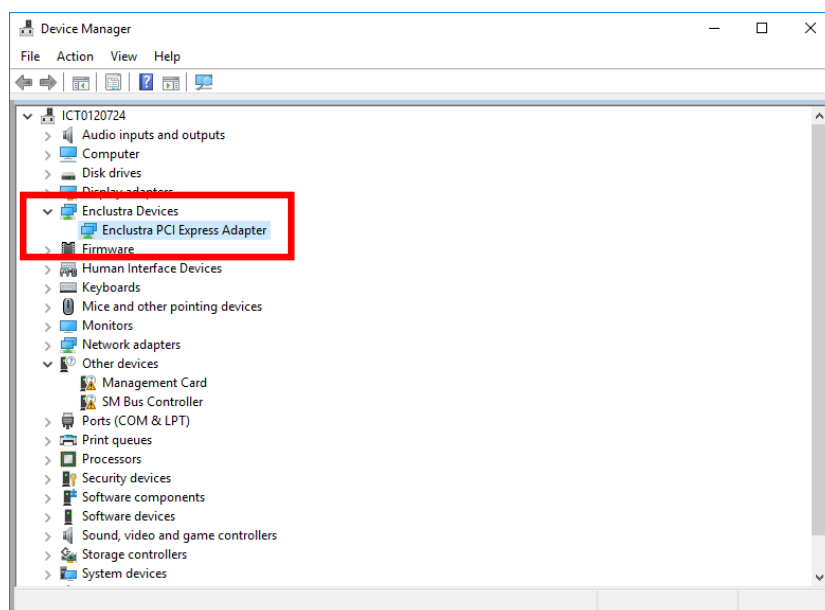 Device Manager
File Action View Help
ICT0120724
Audio inputs and outputs
Computer
Disk drives
Display adapters
Enclustra Devices
Enclustra PCI Express Adapter
Firmware
Human Interface Devices
Keyboards
Mice and other pointing devices
Monitors
Network adapters
Other devices
Management Card
SM Bus Controller
Ports (COM & LPT)
Print queues
Processors
Security devices
Software components
Software devices
Sound, video and game controllers
Storage controllers
System devices